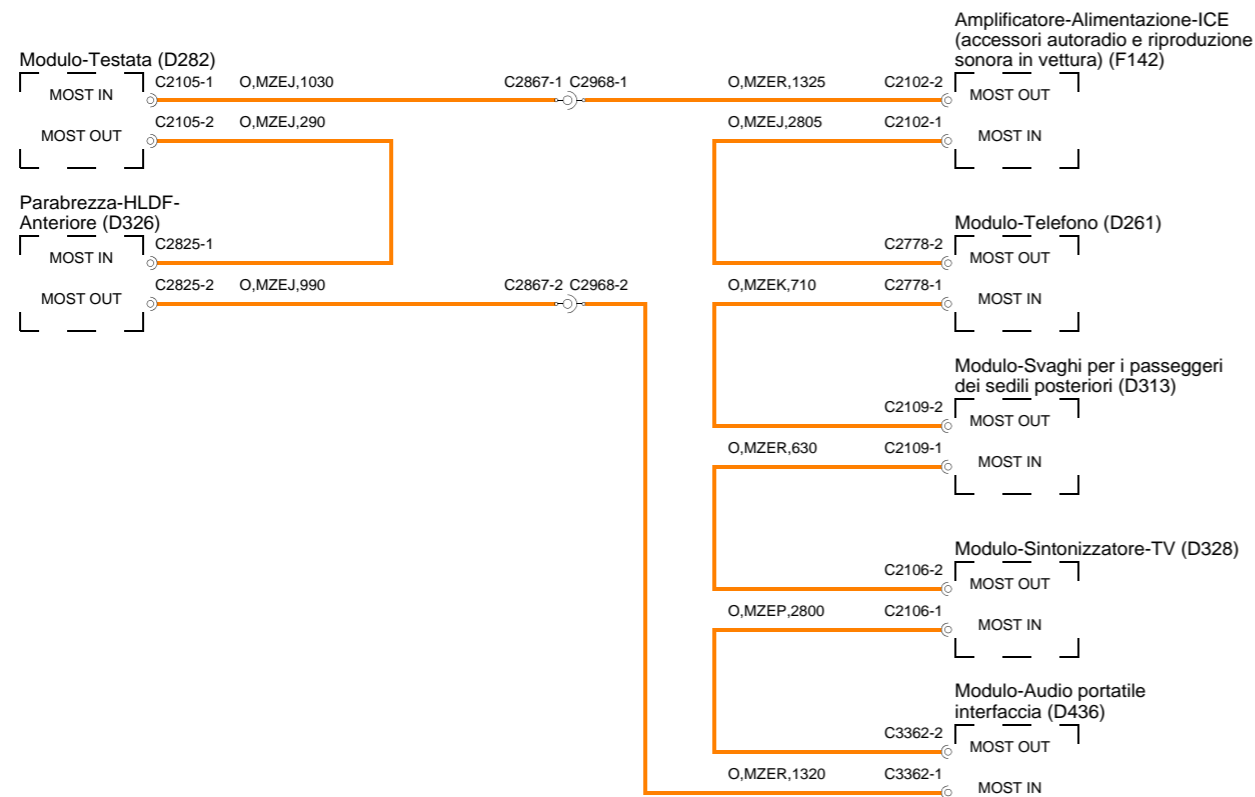 Amplificatore-Alimentazione-ICE
(accessori autoradio e riproduzione
sonora in vettura) (F142)
Modulo-Testata (D282)
C2105-1 O,MZEJ,1030 C2867-1 C2968-1 O,MZER,1325 C2102-2
MOST IN MOST OUT
C2105-2 O,MZEJ,290 O,MZEJ,2805 C2102-1
MOST OUT MOST IN
Parabrezza-HLDF-
Anteriore (D326)
Modulo-Telefono (D261)
C2825-1 C2778-2
MOST IN MOST OUT
C2825-2 O,MZEJ,990 C2867-2 C2968-2 O,MZEK,710 C2778-1
MOST OUT MOST IN
Modulo-Svaghi per i passeggeri
dei sedili posteriori (D313)
C2109-2
MOST OUT
O,MZER,630 C2109-1
MOST IN
Modulo-Sintonizzatore-TV (D328)
C2106-2
MOST OUT
O,MZEP,2800 C2106-1
MOST IN
Modulo-Audio portatile
interfaccia (D436)
C3362-2
MOST OUT
O,MZER,1320 C3362-1
MOST IN